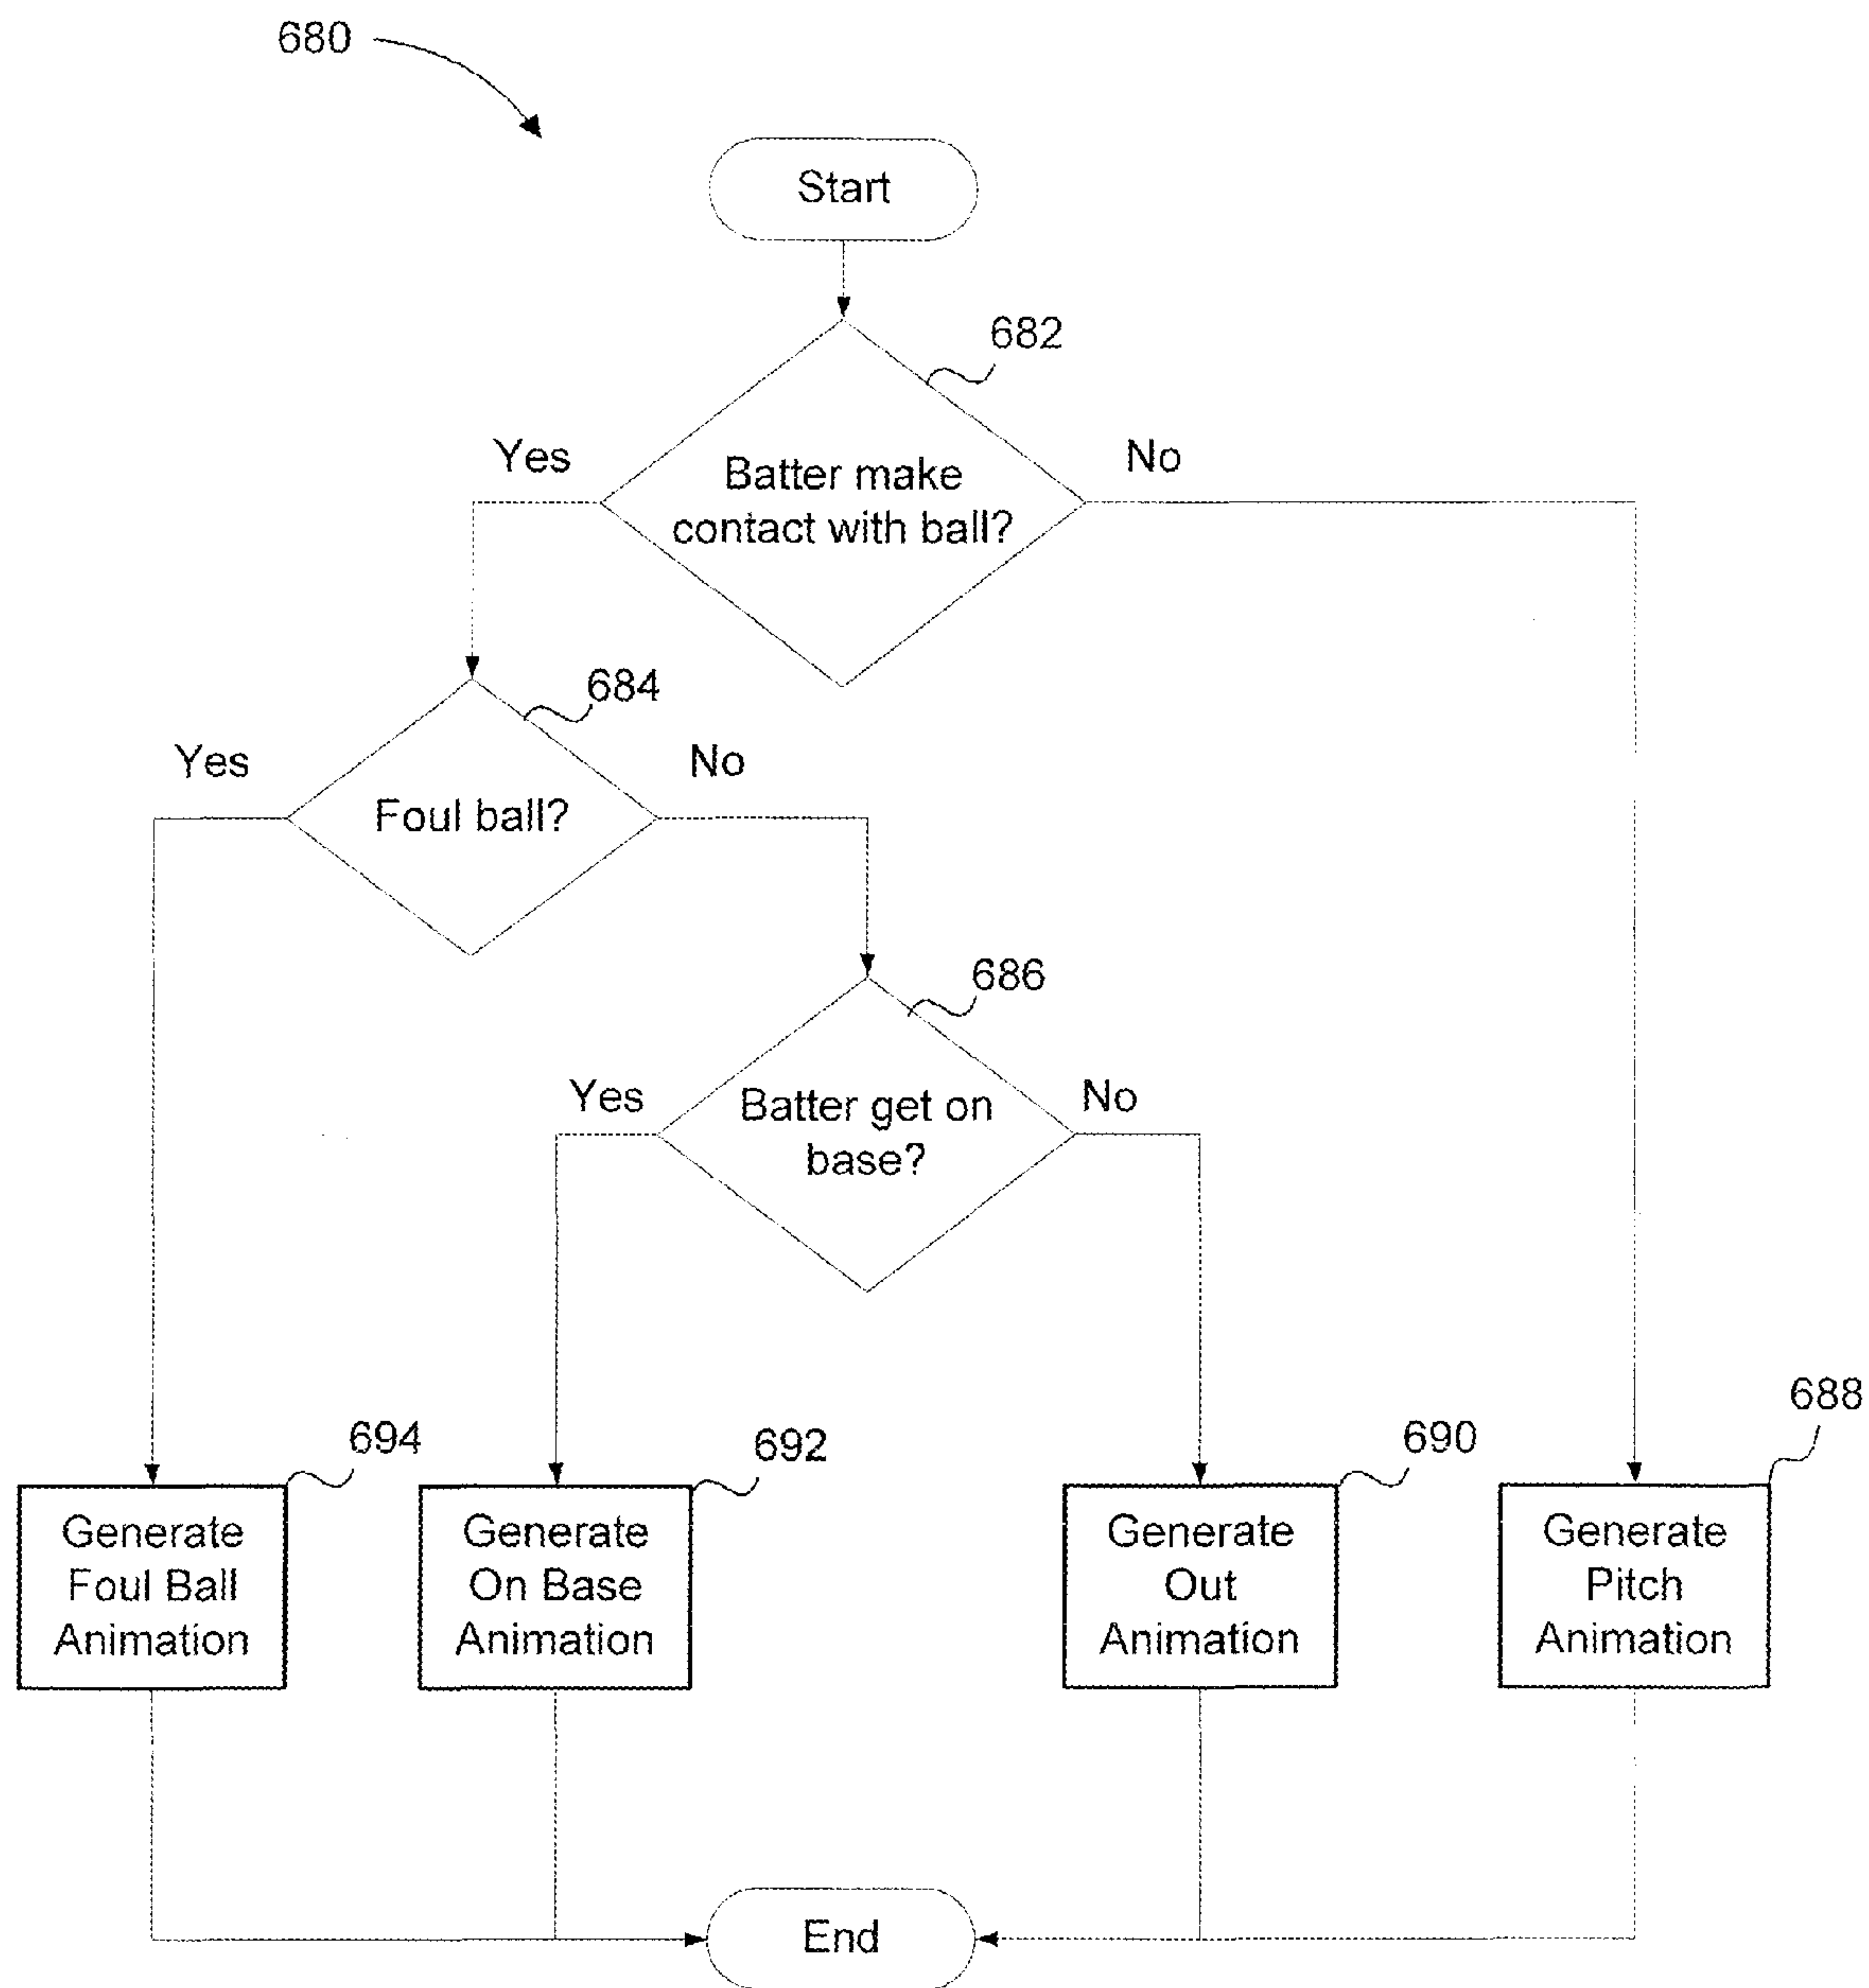 680
Start
682
Yes
No
Batter make
contact with ball?
684
Yes
No
Foul ball?
686
Yes
No
Batter get on
base?
694
692
690
688
Generate
Foul Ball
Animation
Generate
On Base
Animation
Generate
Out
Animation
Generate
Pitch
Animation
End